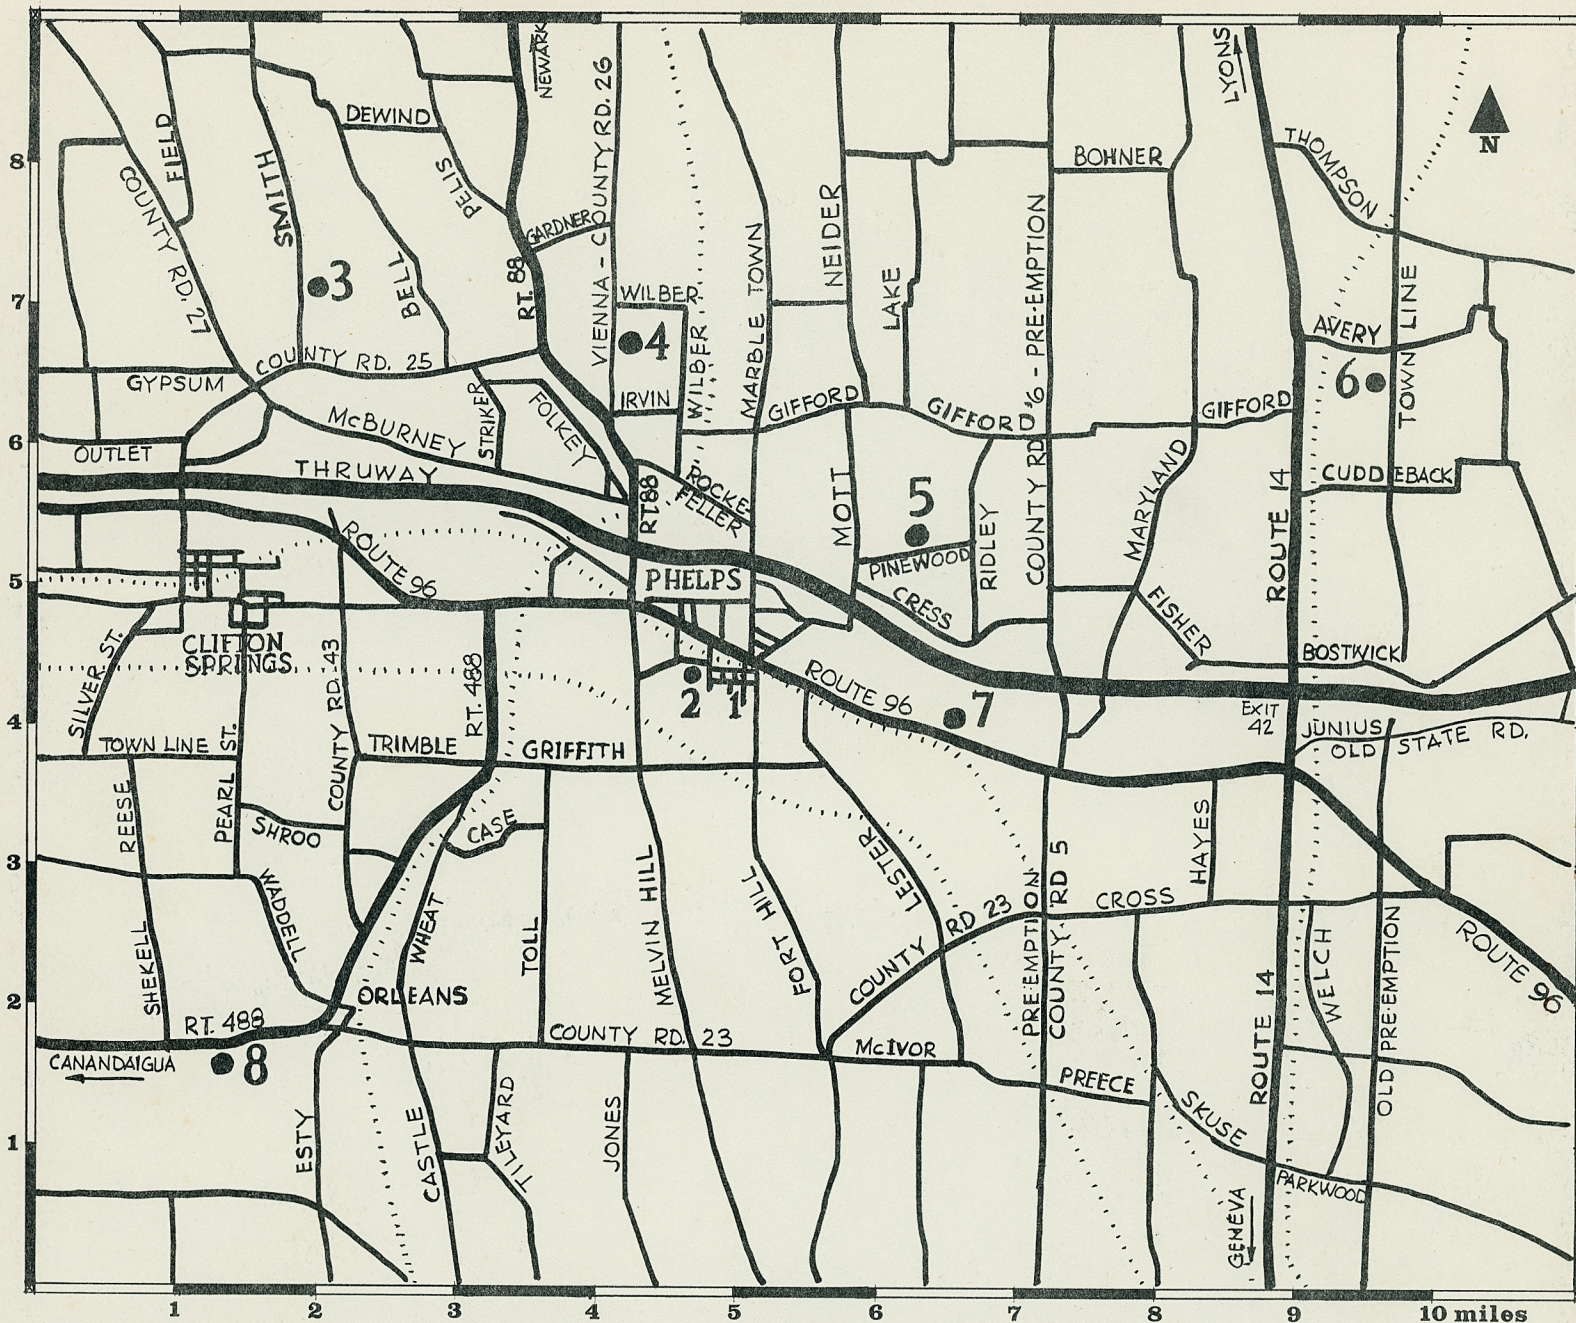 NEWARK
LYONS
N
DEWIND
FIELD
SMITH
PELIS
COUNTY RD. 27
BELL
GARDNER
RT. 88
VIENNA - COUNTY RD. 26
WILBER
WILBER
MARBLE TOWN
NEIDER
LAKE
COUNTY RD 6 - PRE-EMPTION
BOHNER
THOMPSON
AVERY
TOWN LINE
3
4
6
COUNTY RD. 25
GYPSUM
IRVIN
GIFFORD
GIFFORD
GIFFORD
McBURNEY
STRIKER
FOLKEY
OUTLET
THRUWAY
RT 88
ROCKE-
FELLER
MOTT
5
PINEWOOD
RIDLEY
MARYLAND
ROUTE 14
CUDDEBACK
ROUTE 96
PHELPS
CRESS
FISHER
BOSTWICK
CLIFTON
SPRINGS
SILVER ST.
COUNTY RD. 43
RT. 488
2
1
ROUTE 96
7
EXIT
42
JUNIUS
OLD STATE RD.
TOWN LINE
PEARL ST.
TRIMBLE
GRIFFITH
REESE
SHROO
CASE
LESTER
HAYES
WADDELL
WHEAT
TOLL
MELVIN HILL
FORT HILL
COUNTY RD 23
PRE-EMPTION
COUNTY RD 5
CROSS
SHEKELL
ORLEANS
WELCH
OLD PRE-EMPTION
ROUTE 96
RT. 488
COUNTY RD. 23
McIVOR
CANANDAIGUA
8
PREECE
ROUTE 14
SKUSE
ESTY
CASTLE
TILEYARD
JONES
PARKWOOD
GENEVA
8
7
6
5
4
3
2
1
1 2 3 4 5 6 7 8 9 10 miles